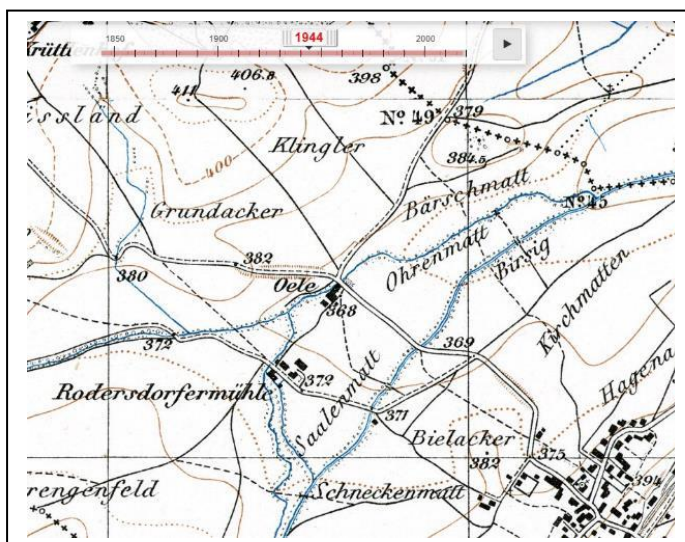 1850
1900
1944
2000
398
411
406.8
No. 49
379
Klingler
384.5
400
Bärschmatt
Grundacker
No. 45
Ohrenmatt
Birsig
380
382
Oele
368
Kirchmatten
372
369
Hagena
Rodersdorfermühle
372
Saalenmatt
371
Bielacker
375
382
394
Schneckenmatt
rengenfeld